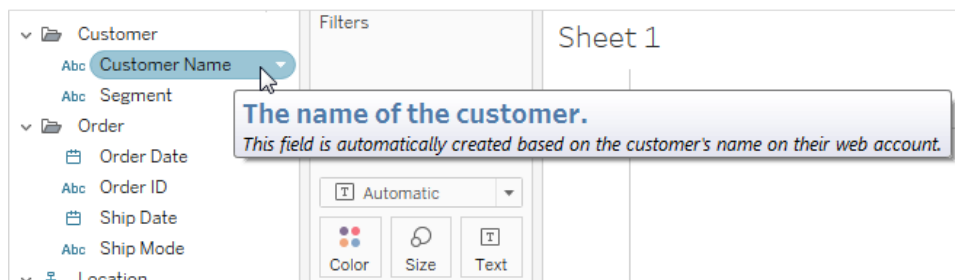 Customer
Abc Customer Name
Abc Segment
Order
Order Date
Abc Order ID
Ship Date
Abc Ship Mode
Location
Filters
Sheet 1
The name of the customer.
This field is automatically created based on the customer's name on their web account.
T Automatic
T
Color Size Text